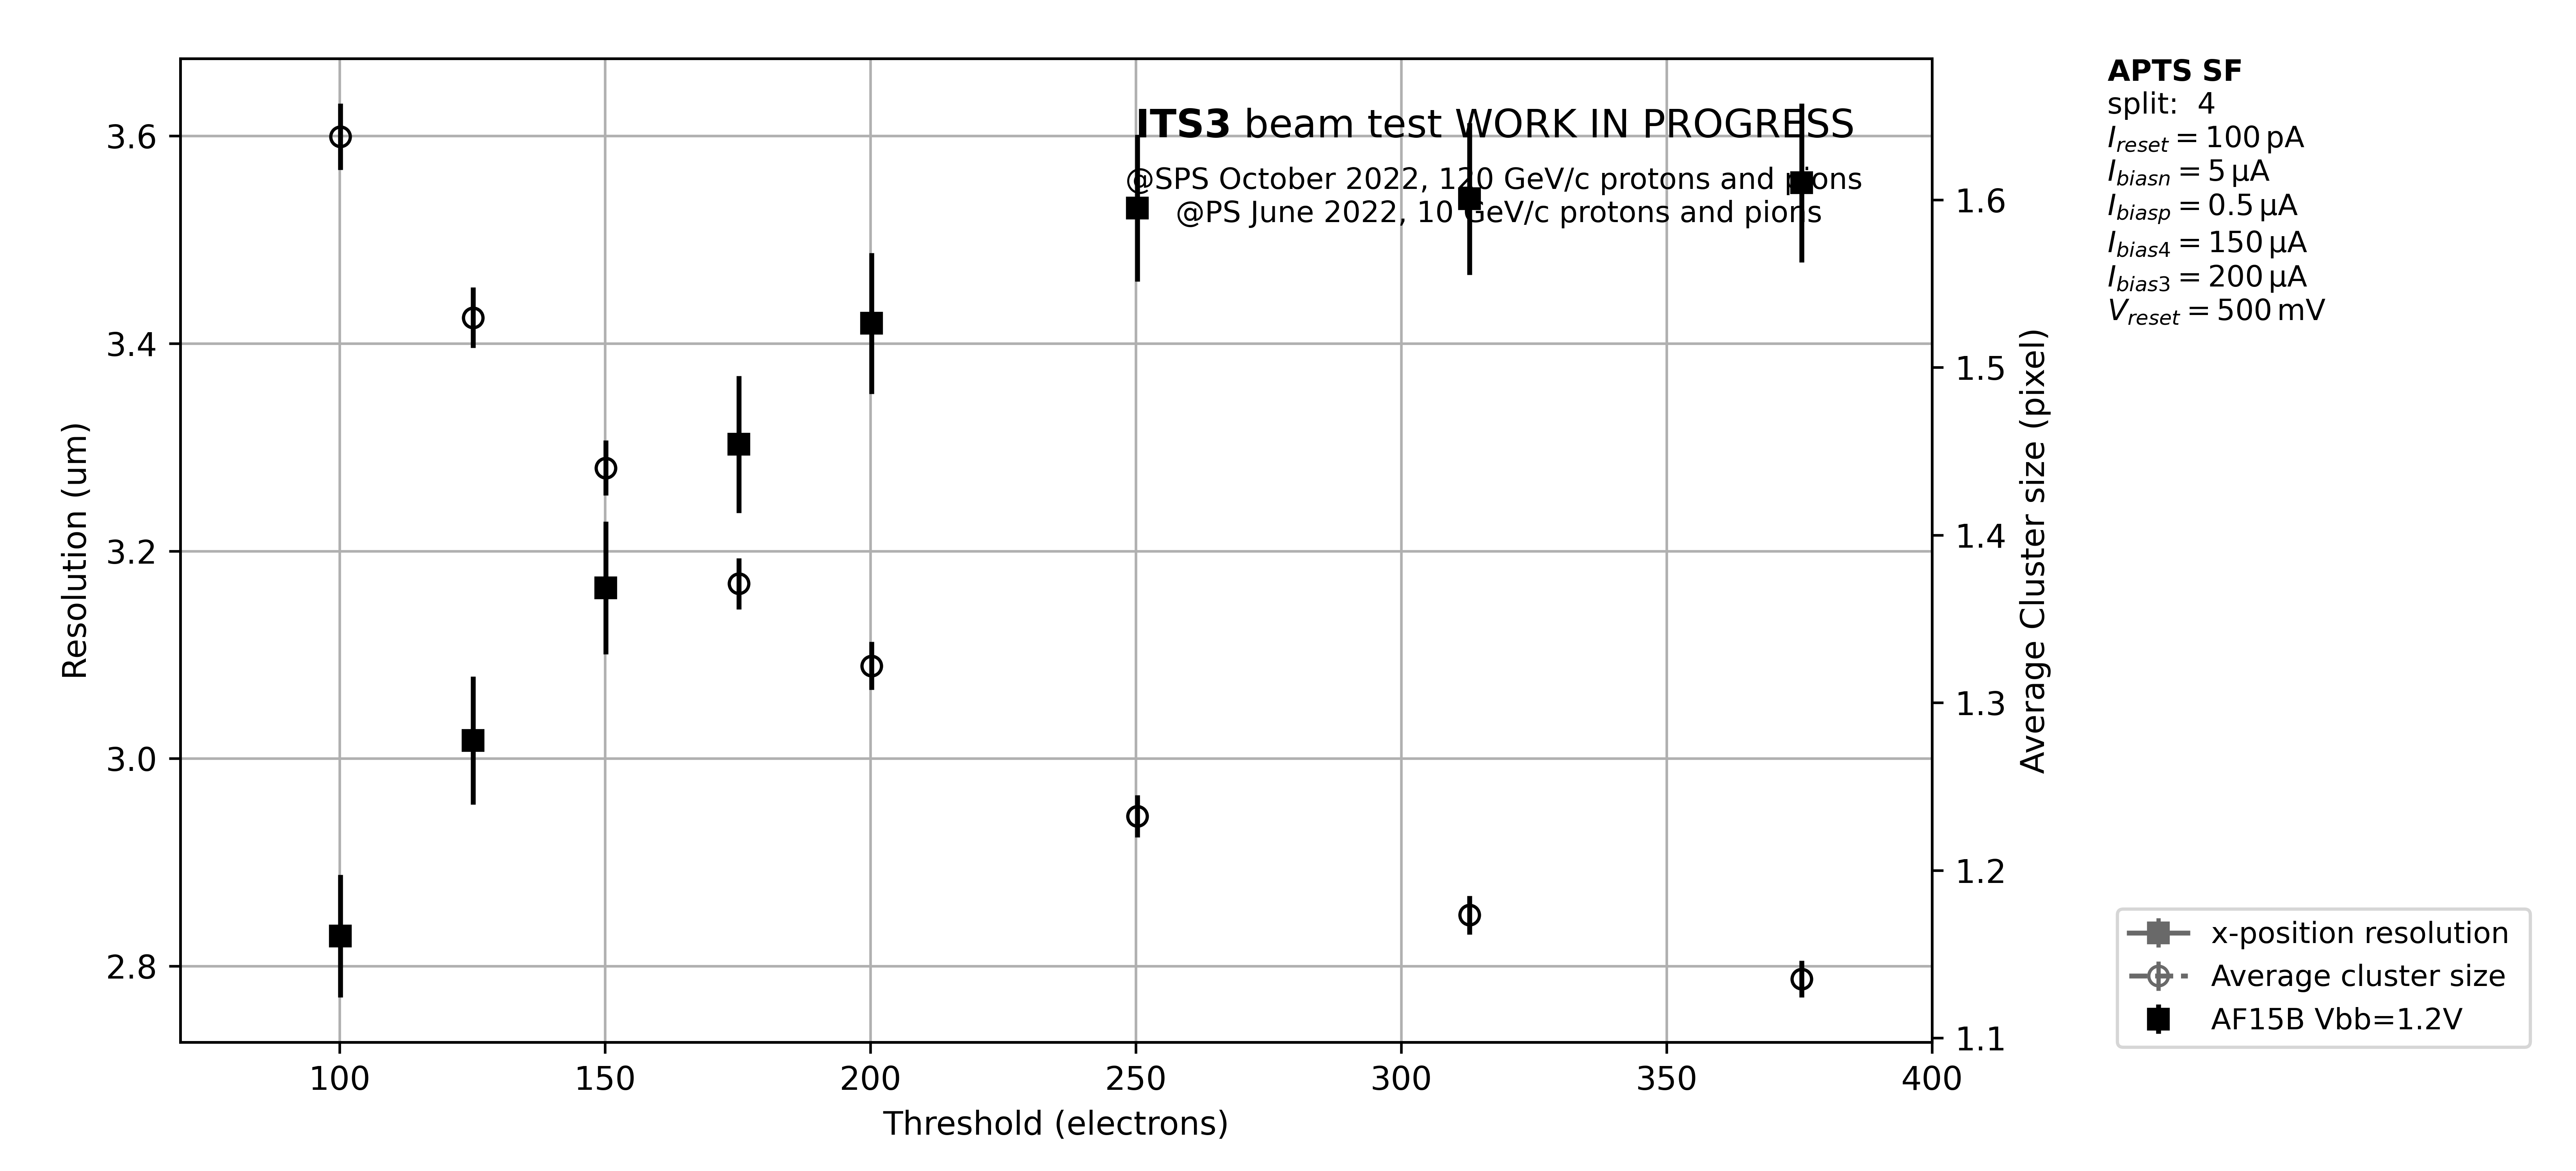 ITS3 beam test WORK IN PROGRESS
@SPS October 2022, 120 GeV/c protons and pions
@PS June 2022, 10 GeV/c protons and pions
3.6
3.4
3.2
3.0
2.8
Resolution (um)
100
150
200
250
300
350
400
Threshold (electrons)
1.6
1.5
1.4
1.3
1.2
1.1
Average Cluster size (pixel)
APTS SF
split: 4
I_reset = 100 pA
I_biasn = 5 μA
I_biasp = 0.5 μA
I_bias4 = 150 μA
I_bias3 = 200 μA
V_reset = 500 mV
x-position resolution
Average cluster size
AF15B Vbb=1.2V